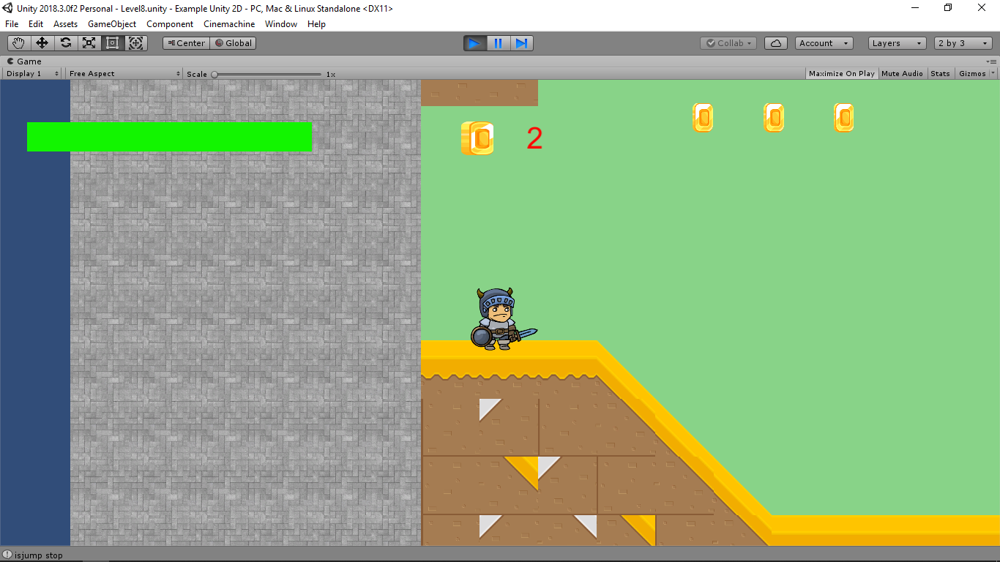 Unity 2018.3.0f2 Personal - Level8.unity - Example Unity 2D - PC, Mac & Linux Standalone <DX11>
File Edit Assets GameObject Component Cinemachine Window Help
Center Global Collab Account Layers 2 by 3
Game
Display 1 Free Aspect Scale 1x Maximize On Play Mute Audio Stats Gizmos
2
isjump stop